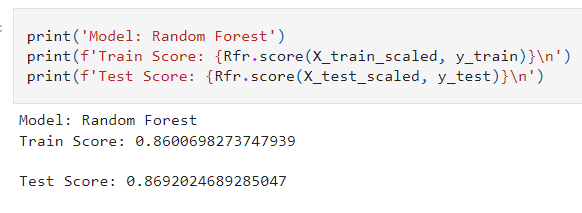 print('Model: Random Forest')
print(f'Train Score: {Rfr.score(X_train_scaled, y_train)}\n')
print(f'Test Score: {Rfr.score(X_test_scaled, y_test)}\n')
Model: Random Forest
Train Score: 0.8600698273747939
Test Score: 0.8692024689285047